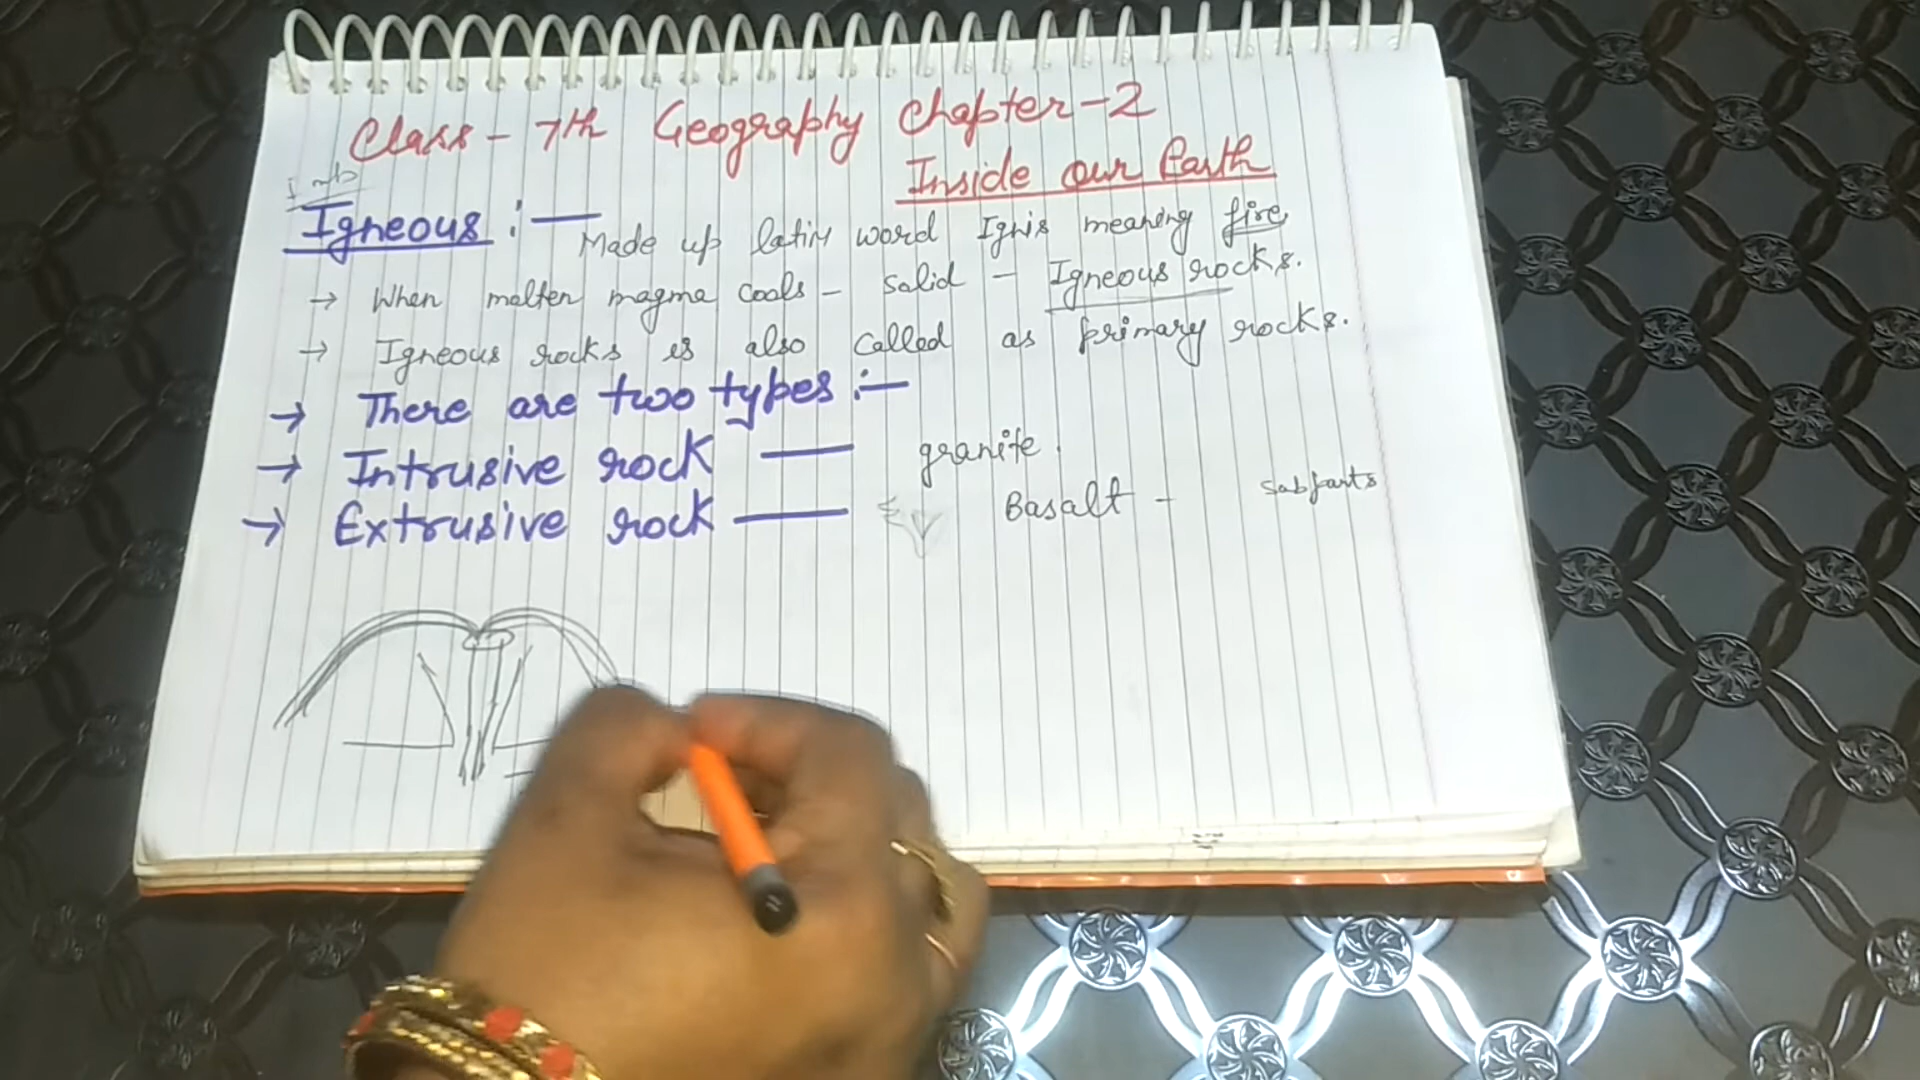 Class - 7th Geography Chapter-2
Inside our Earth
Igneous :- Made up latin word Ignis meaning fire
→ When molten magma cools - solid - Igneous rocks.
→ Igneous rocks is also called as primary rocks.
→ There are two types :-
→ Intrusive rock — granite.
→ Extrusive rock — Basalt -